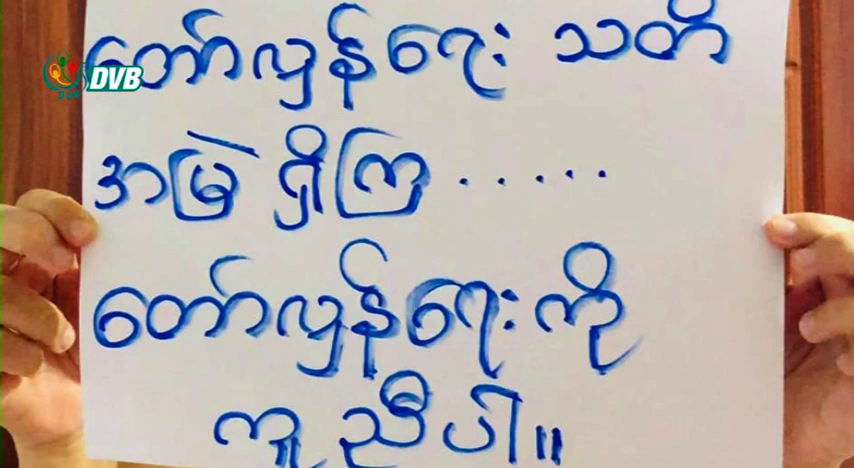 တော်လှန်ရေး သတိ
DVB
အမြဲ ရှိကြ.....
တော်လှန်ရေးကို
ကူညီပါ။